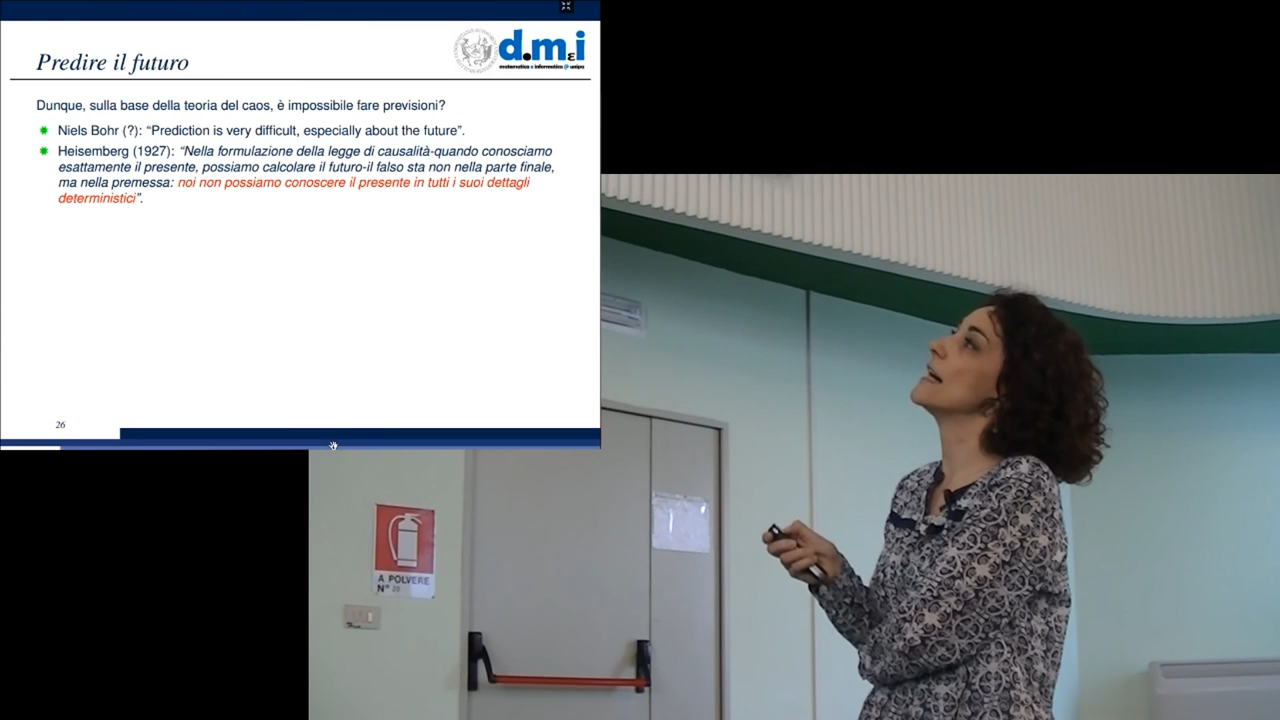 Predire il futuro
d.mεi
matematica e informatica @ unipa
Dunque, sulla base della teoria del caos, è impossibile fare previsioni?
Niels Bohr (?): “Prediction is very difficult, especially about the future”.
Heisemberg (1927): “Nella formulazione della legge di causalità-quando conosciamo
esattamente il presente, possiamo calcolare il futuro-il falso sta non nella parte finale,
ma nella premessa: noi non possiamo conoscere il presente in tutti i suoi dettagli
deterministici”.
26
A POLVERE
N° 20